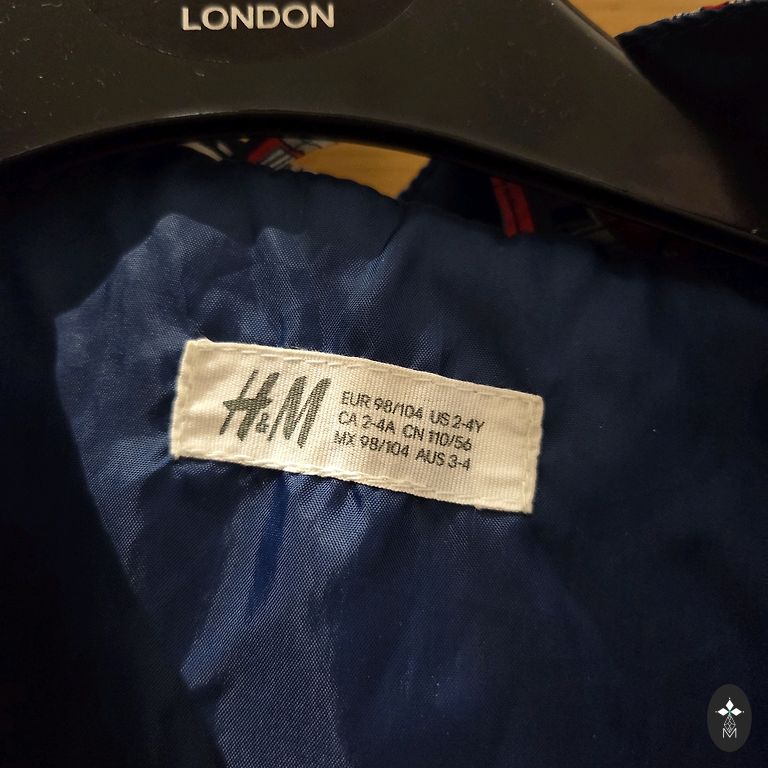 LONDON
H&M
EUR 98/104 US 2-4Y
CA 2-4A CN 110/56
MX 98/104 AUS 3-4
M